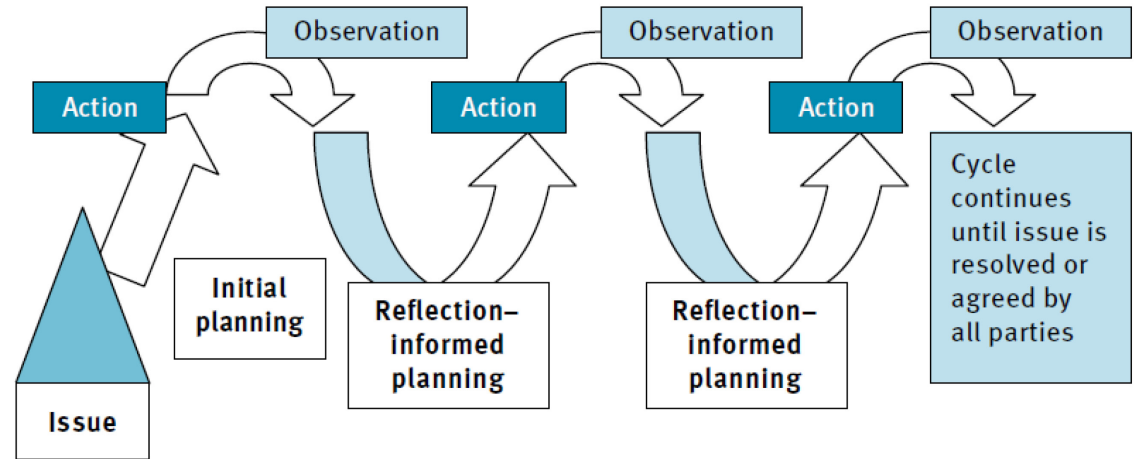 Observation
Observation
Observation
Action
Action
Action
Cycle
continues
until issue is
resolved or
agreed by
all parties
Initial
planning
Reflection–
informed
planning
Reflection–
informed
planning
Issue